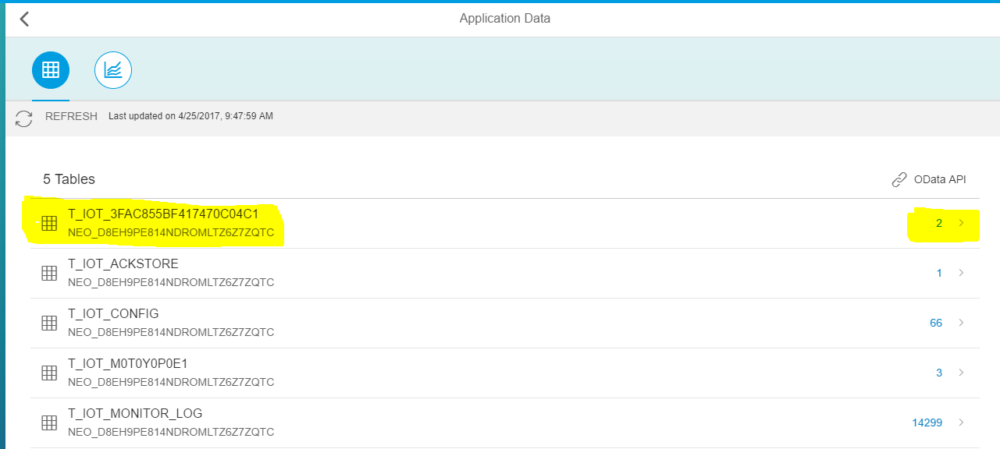 Application Data
REFRESH Last updated on 4/25/2017, 9:47:59 AM
5 Tables OData API
T_IOT_3FAC855BF417470C04C1
NEO_D8EH9PE814NDROMLTZ6Z7ZQTC
2
T_IOT_ACKSTORE
NEO_D8EH9PE814NDROMLTZ6Z7ZQTC
1
T_IOT_CONFIG
NEO_D8EH9PE814NDROMLTZ6Z7ZQTC
66
T_IOT_M0T0Y0P0E1
NEO_D8EH9PE814NDROMLTZ6Z7ZQTC
3
T_IOT_MONITOR_LOG
NEO_D8EH9PE814NDROMLTZ6Z7ZQTC
14299